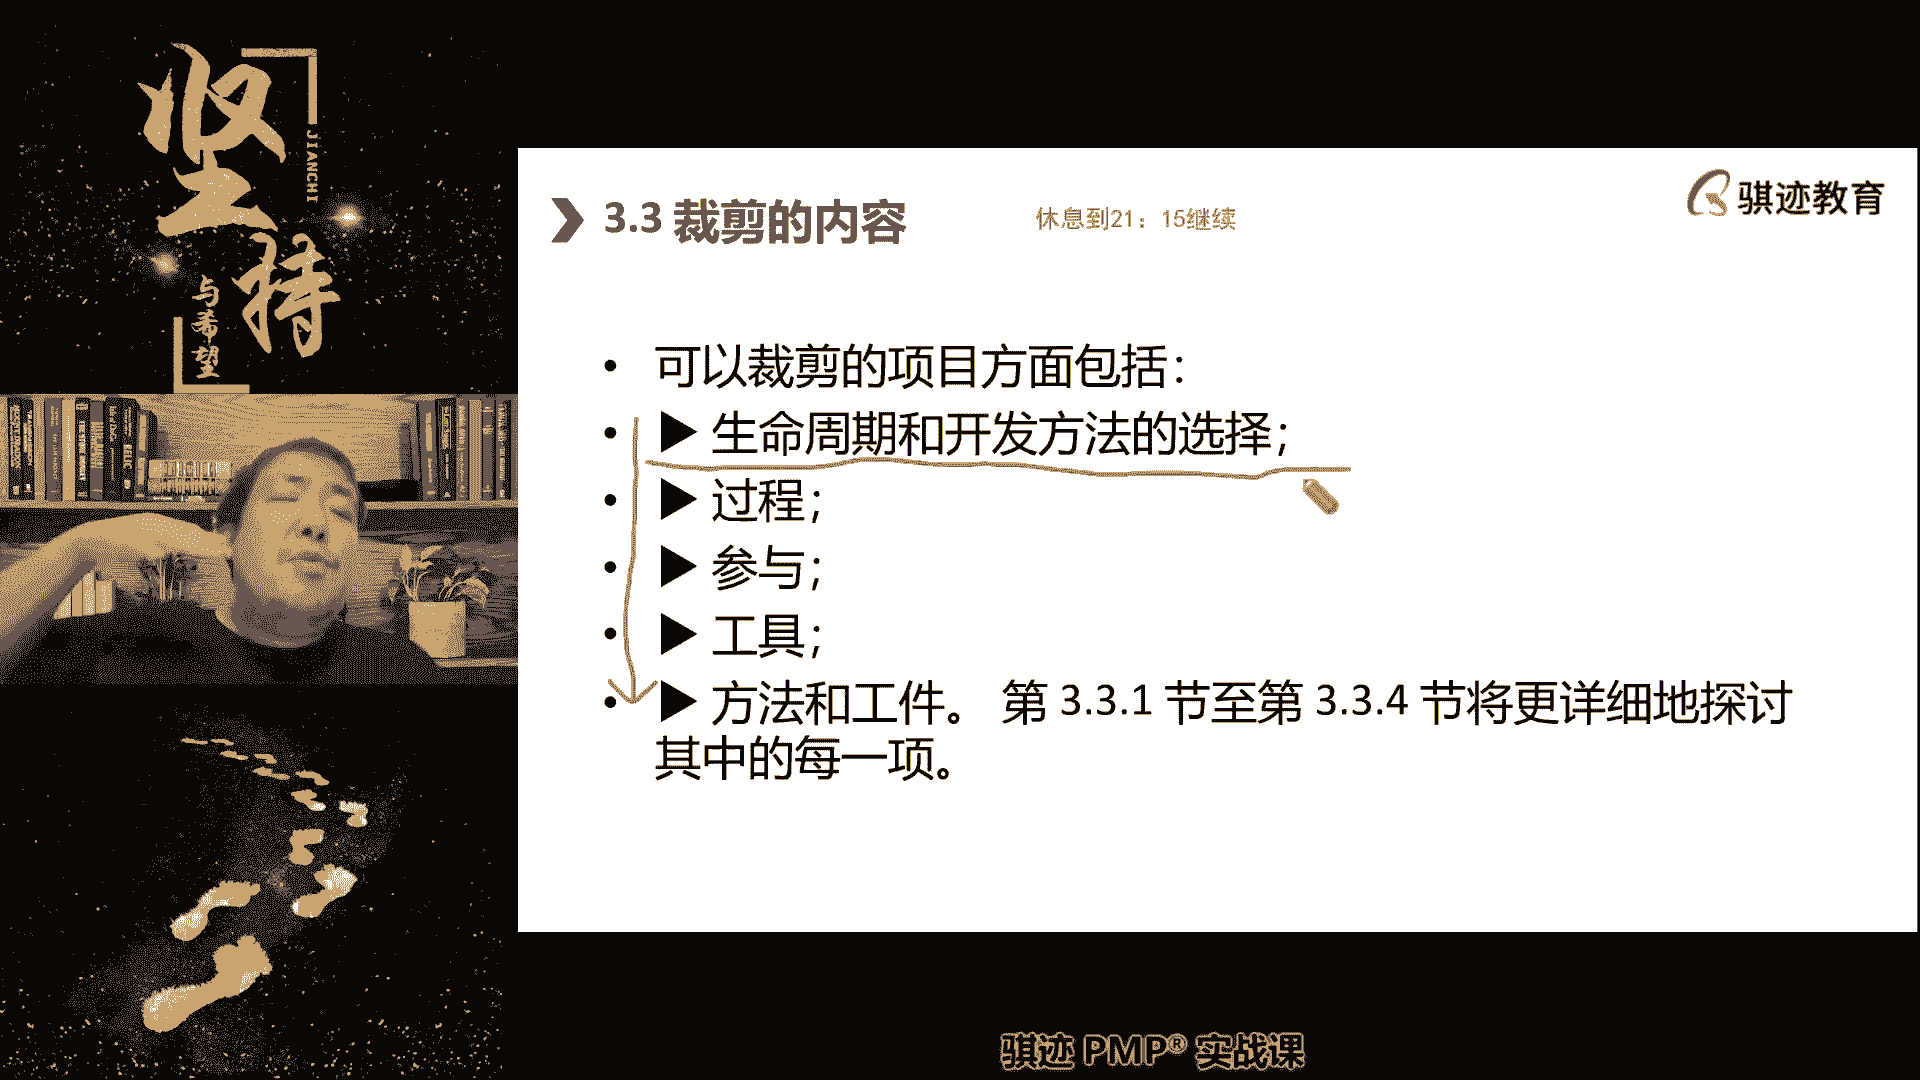 坚持
JIANCHI
与希望
骐迹教育
3.3 裁剪的内容
休息到21：15继续
• 可以裁剪的项目方面包括：
• ▶ 生命周期和开发方法的选择；
• ▶ 过程；
• ▶ 参与；
• ▶ 工具；
• ▶ 方法和工件。 第 3.3.1 节至第 3.3.4 节将更详细地探讨
其中的每一项。
骐迹 PMP® 实战课